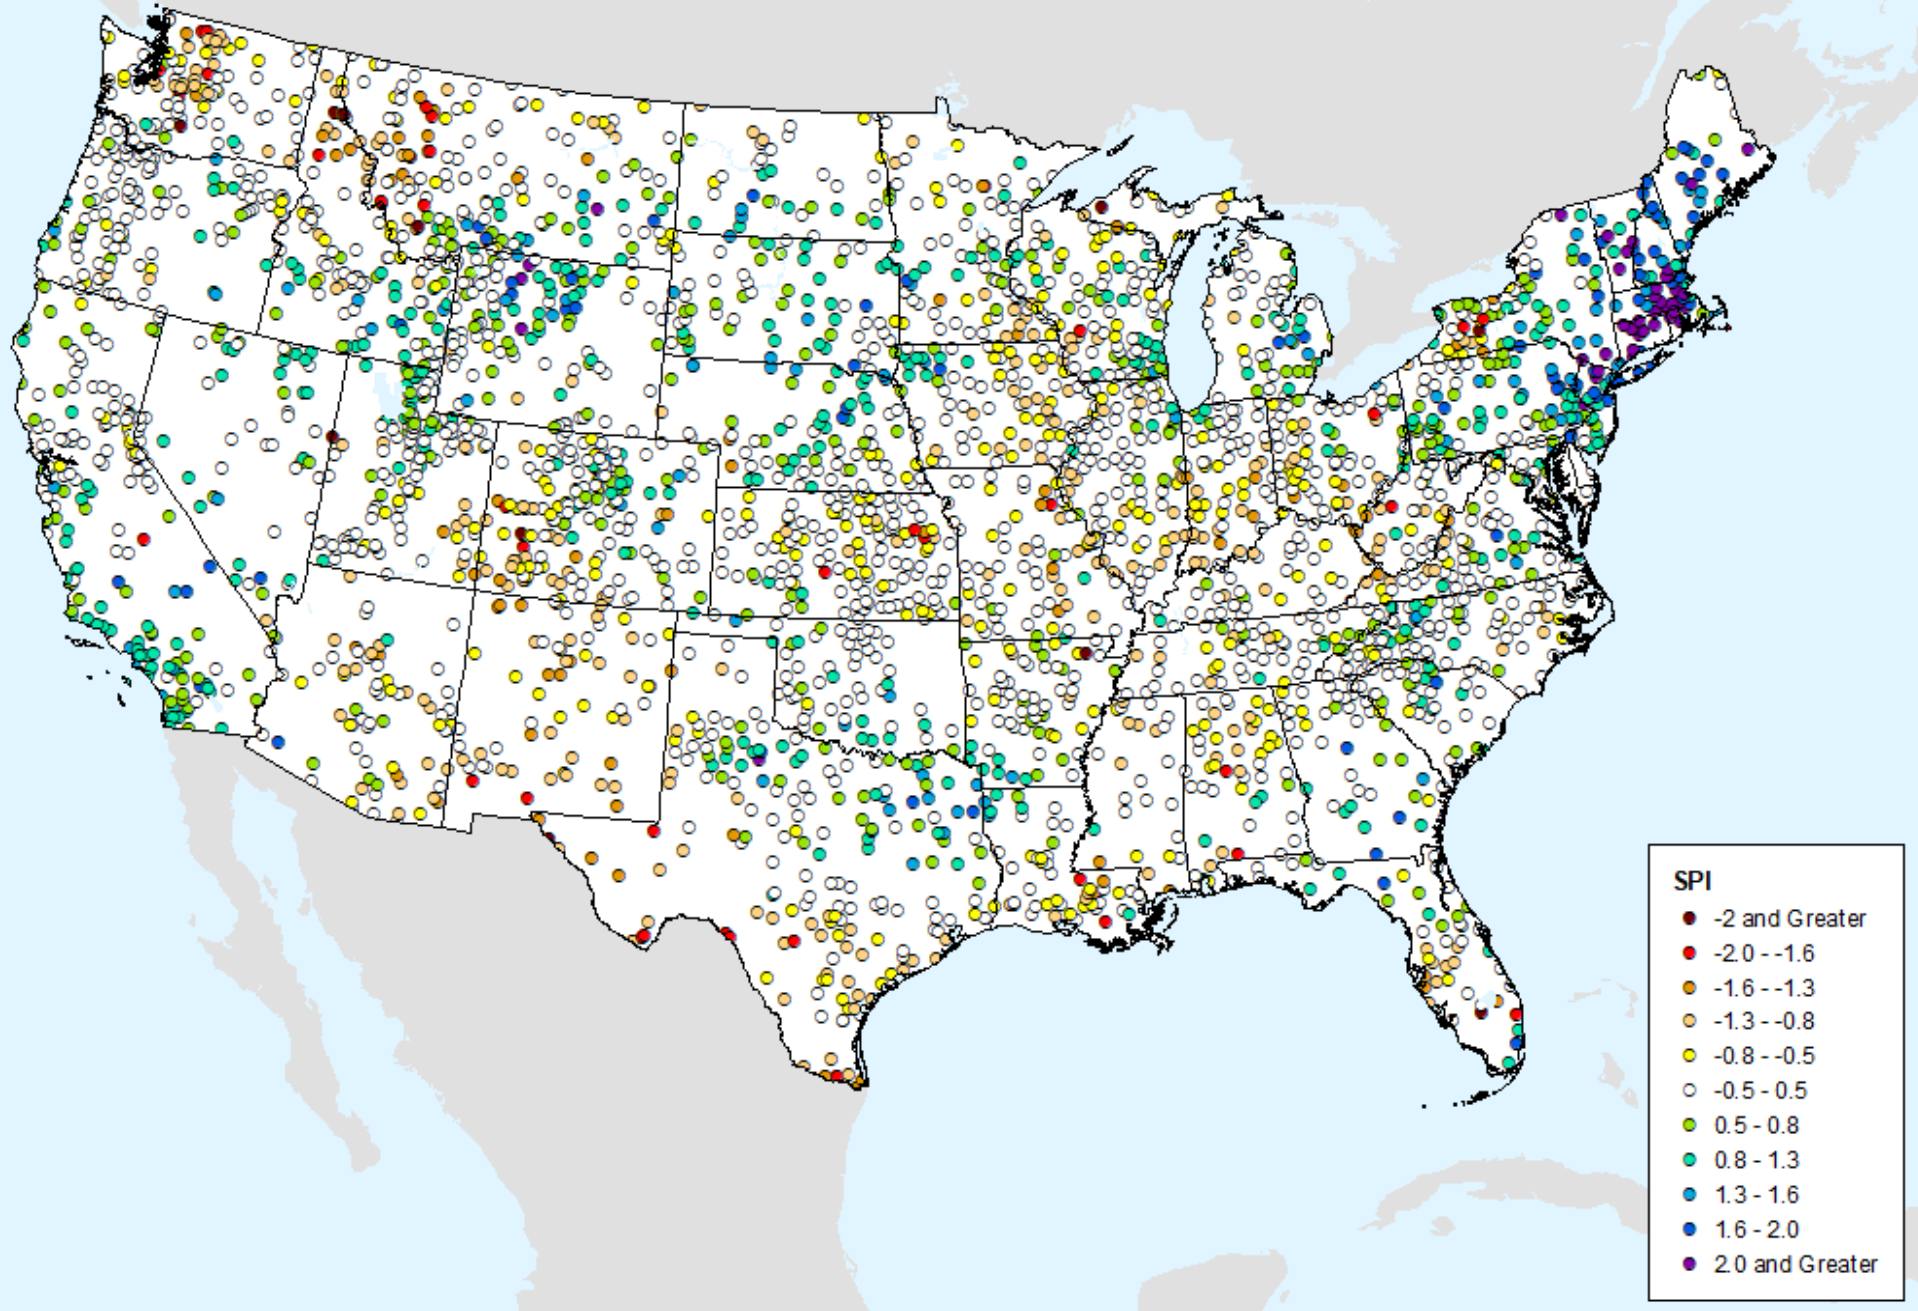 SPI
-2 and Greater
-2.0 - -1.6
-1.6 - -1.3
-1.3 - -0.8
-0.8 - -0.5
-0.5 - 0.5
0.5 - 0.8
0.8 - 1.3
1.3 - 1.6
1.6 - 2.0
2.0 and Greater